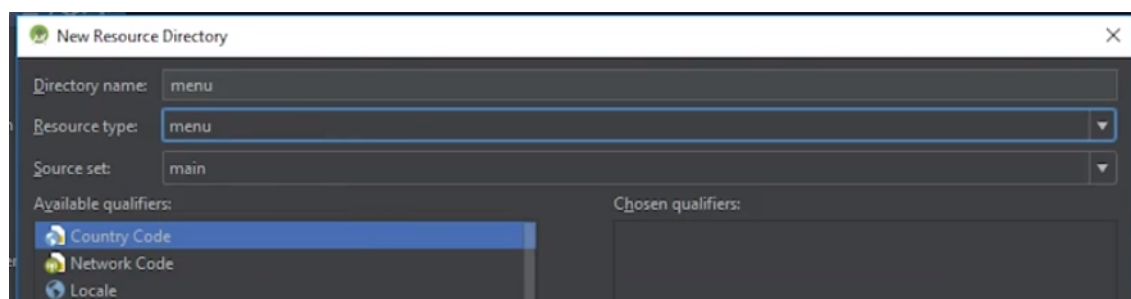 New Resource Directory
Directory name: menu
Resource type: menu
Source set: main
Available qualifiers: Chosen qualifiers:
Country Code
Network Code
Locale